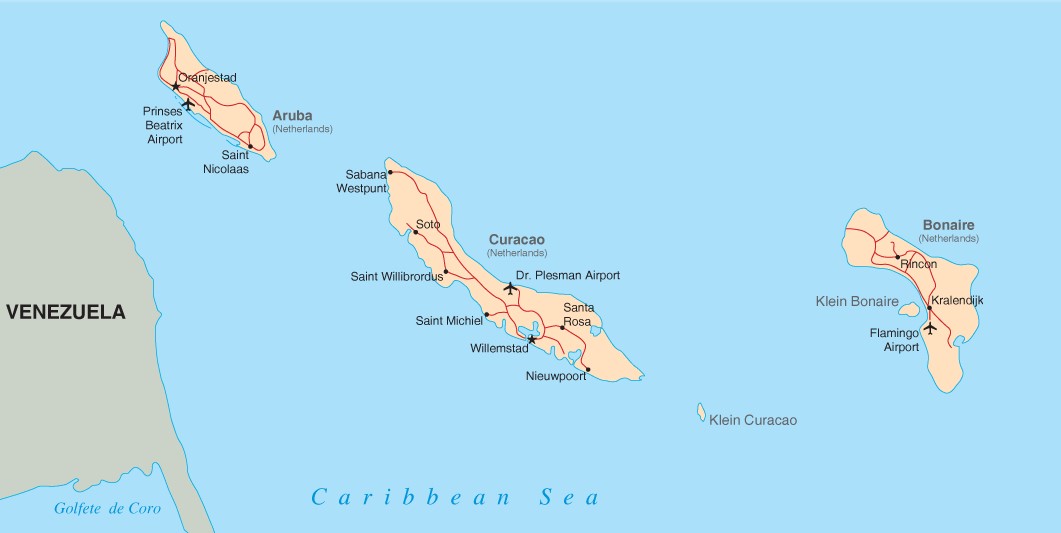 Oranjestad
Prinses
Beatrix
Airport
Aruba
(Netherlands)
Saint
Nicolaas
Sabana
Westpunt
Soto
Curacao
(Netherlands)
Saint Willibrordus
Dr. Plesman Airport
Saint Michiel
Santa
Rosa
Willemstad
Nieuwpoort
Bonaire
(Netherlands)
Rincon
Klein Bonaire
Kralendijk
Flamingo
Airport
VENEZUELA
Klein Curacao
Caribbean Sea
Golfete de Coro